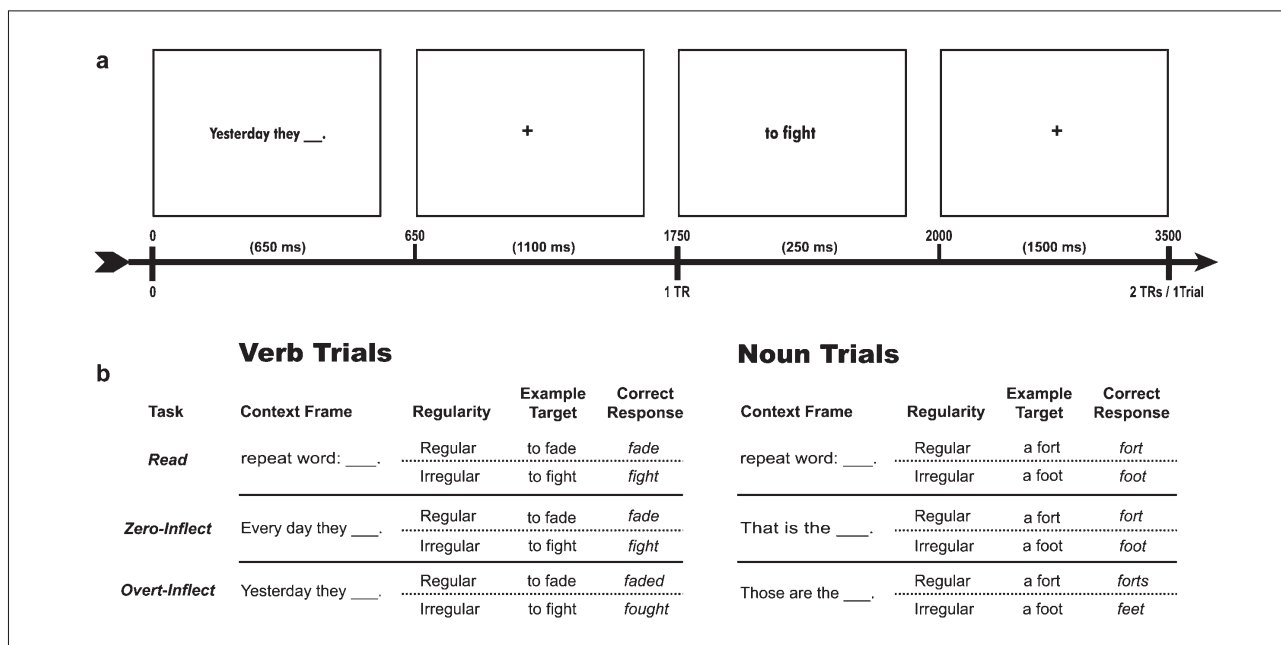 a
Yesterday they ___.
+
to fight
+
0 650 1750 2000 3500
(650 ms) (1100 ms) (250 ms) (1500 ms)
0 1 TR 2 TRs / 1Trial
b
Verb Trials Noun Trials
Example Correct Example Correct
Task Context Frame Regularity Target Response Context Frame Regularity Target Response
Regular to fade fade Regular a fort fort
Read repeat word: ___. repeat word: ___.
Irregular to fight fight Irregular a foot foot
Regular to fade fade Regular a fort fort
Zero-Inflect Every day they ___. That is the ___.
Irregular to fight fight Irregular a foot foot
Regular to fade faded Regular a fort forts
Overt-Inflect Yesterday they ___. Those are the ___.
Irregular to fight fought Irregular a foot feet